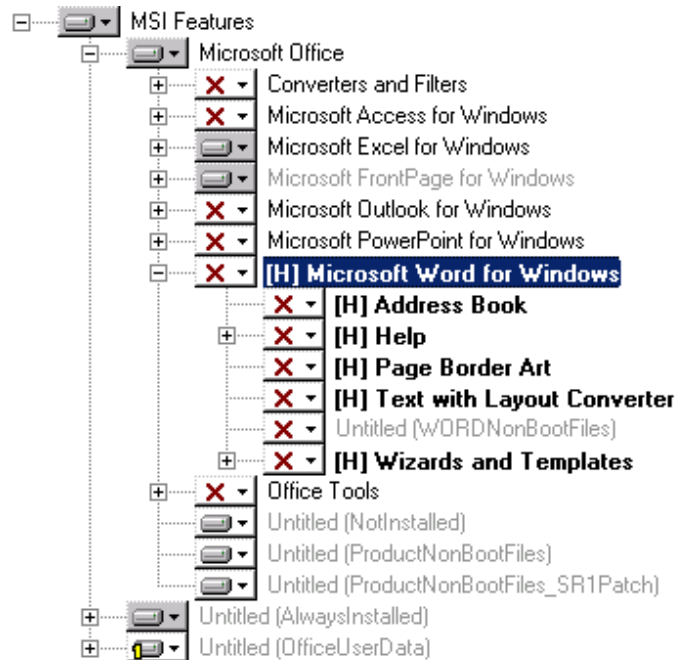 MSI Features
Microsoft Office
Converters and Filters
Microsoft Access for Windows
Microsoft Excel for Windows
Microsoft FrontPage for Windows
Microsoft Outlook for Windows
Microsoft PowerPoint for Windows
[H] Microsoft Word for Windows
[H] Address Book
[H] Help
[H] Page Border Art
[H] Text with Layout Converter
Untitled (WORDNonBootFiles)
[H] Wizards and Templates
Office Tools
Untitled (NotInstalled)
Untitled (ProductNonBootFiles)
Untitled (ProductNonBootFiles_SR1Patch)
Untitled (AlwaysInstalled)
1 Untitled (OfficeUserData)